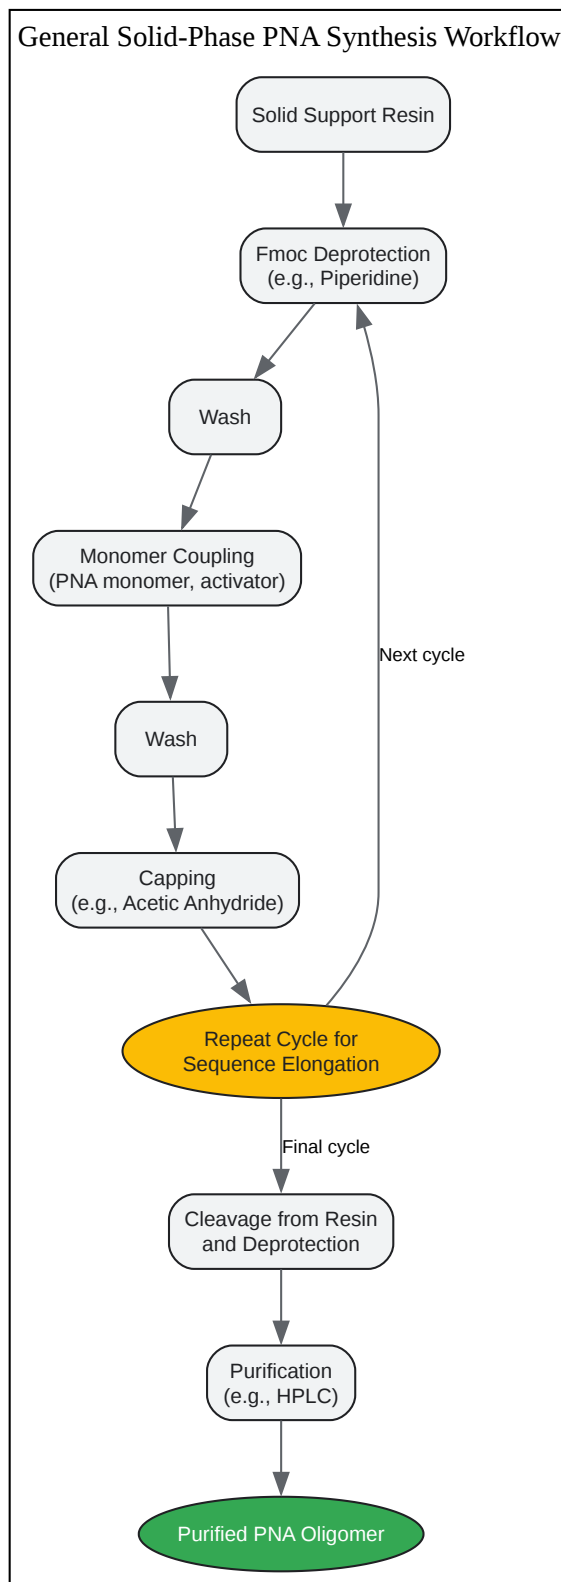 General Solid-Phase PNA Synthesis Workflow
Solid Support Resin
Fmoc Deprotection
(e.g., Piperidine)
Wash
Monomer Coupling
(PNA monomer, activator)
Next cycle
Wash
Capping
(e.g., Acetic Anhydride)
Repeat Cycle for
Sequence Elongation
Final cycle
Cleavage from Resin
and Deprotection
Purification
(e.g., HPLC)
Purified PNA Oligomer